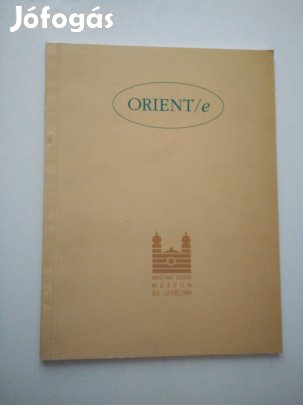 Jófogás
ORIENT/e
MAGYAR ZSIDÓ
MÚZEUM
ÉS LEVÉLTÁR